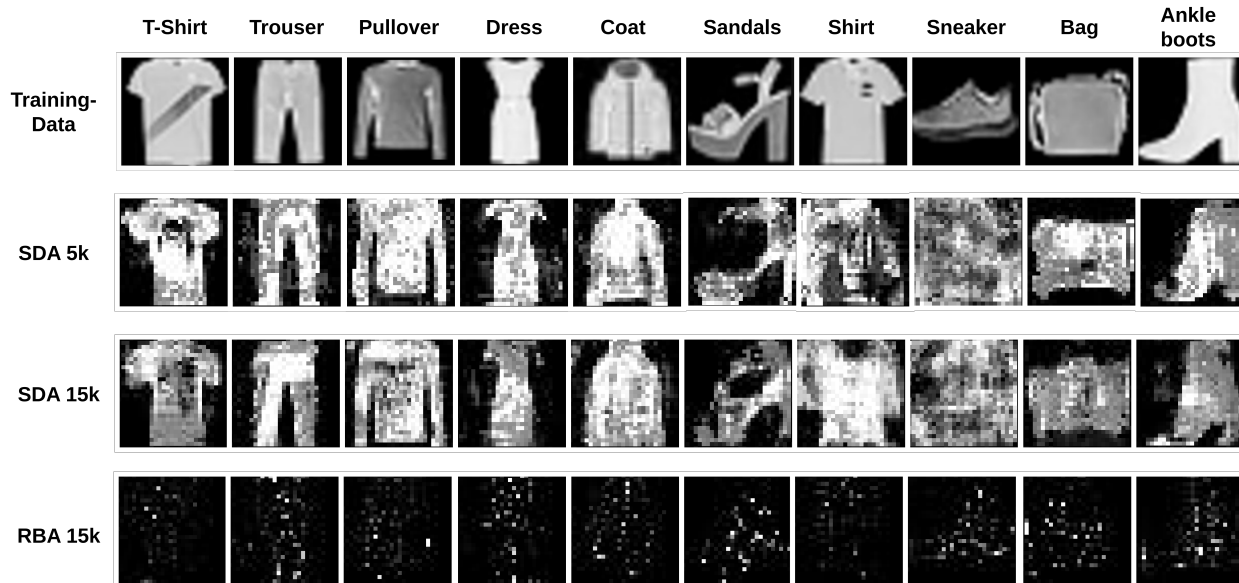 T-Shirt Trouser Pullover Dress Coat Sandals Shirt Sneaker Bag Ankle
boots
Training-
Data
SDA 5k
SDA 15k
RBA 15k